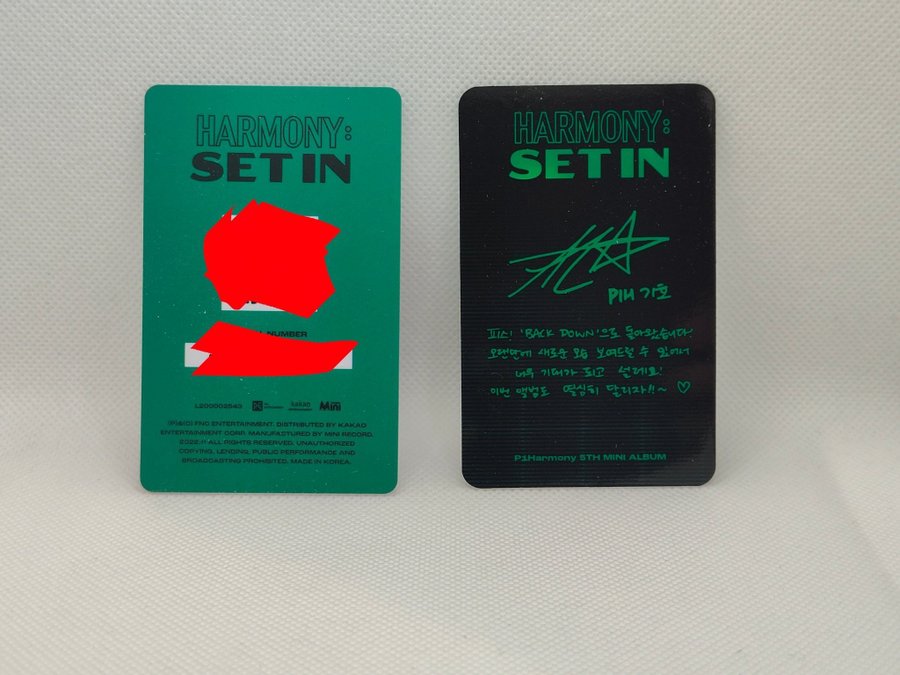 HARMONY:
SET IN
NUMBER
L200002543
kakao
Mini
(P)&(C) FNC ENTERTAINMENT. DISTRIBUTED BY KAKAO
ENTERTAINMENT CORP. MANUFACTURED BY MINI RECORD,
2022.11 ALL RIGHTS RESERVED. UNAUTHORIZED
COPYING, LENDING, PUBLIC PERFORMANCE AND
BROADCASTING PROHIBITED. MADE IN KOREA.
HARMONY:
SET IN
P1H 기호
피스! 'BACK DOWN'으로 돌아왔습니다!
오랜만에 새로운 모습 보여드릴 수 있어서
너무 기대가 되고 설레요!
이번 앨범도 열심히 달리자!!~ ♡
P1Harmony 5TH MINI ALBUM